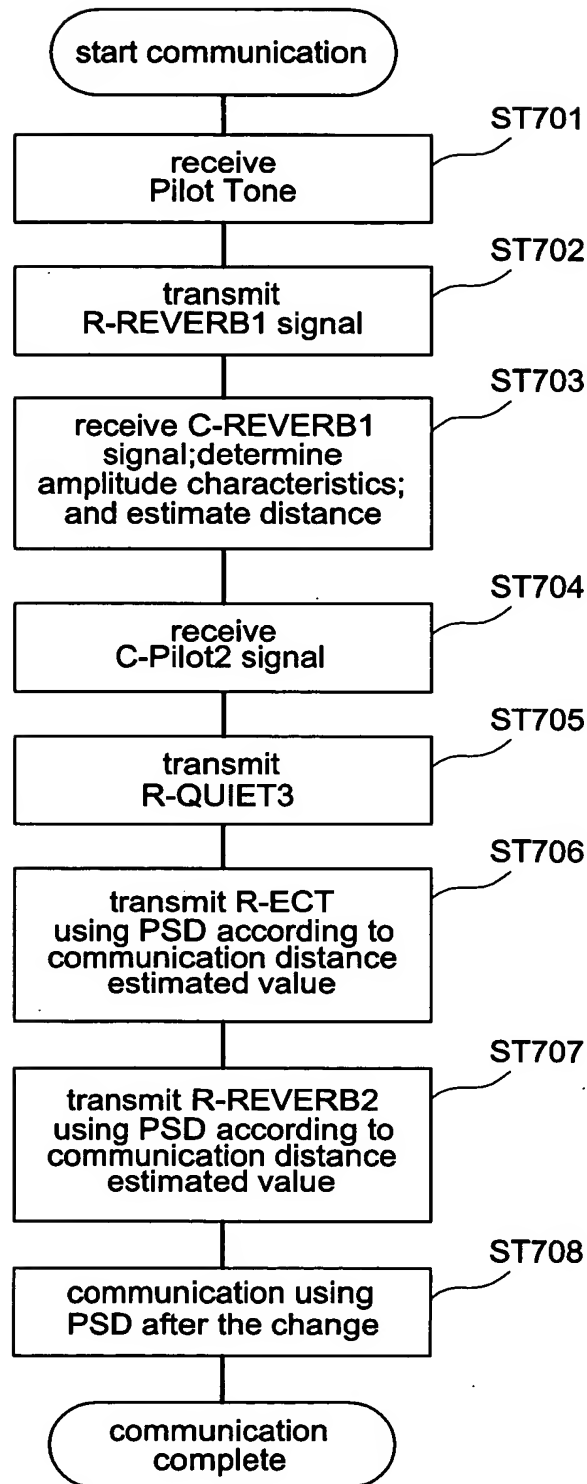 start communication
ST701
receive
Pilot Tone
ST702
transmit
R-REVERB1 signal
ST703
receive C-REVERB1
signal;determine
amplitude characteristics;
and estimate distance
ST704
receive
C-Pilot2 signal
ST705
transmit
R-QUIET3
ST706
transmit R-ECT
using PSD according to
communication distance
estimated value
ST707
transmit R-REVERB2
using PSD according to
communication distance
estimated value
ST708
communication using
PSD after the change
communication
complete